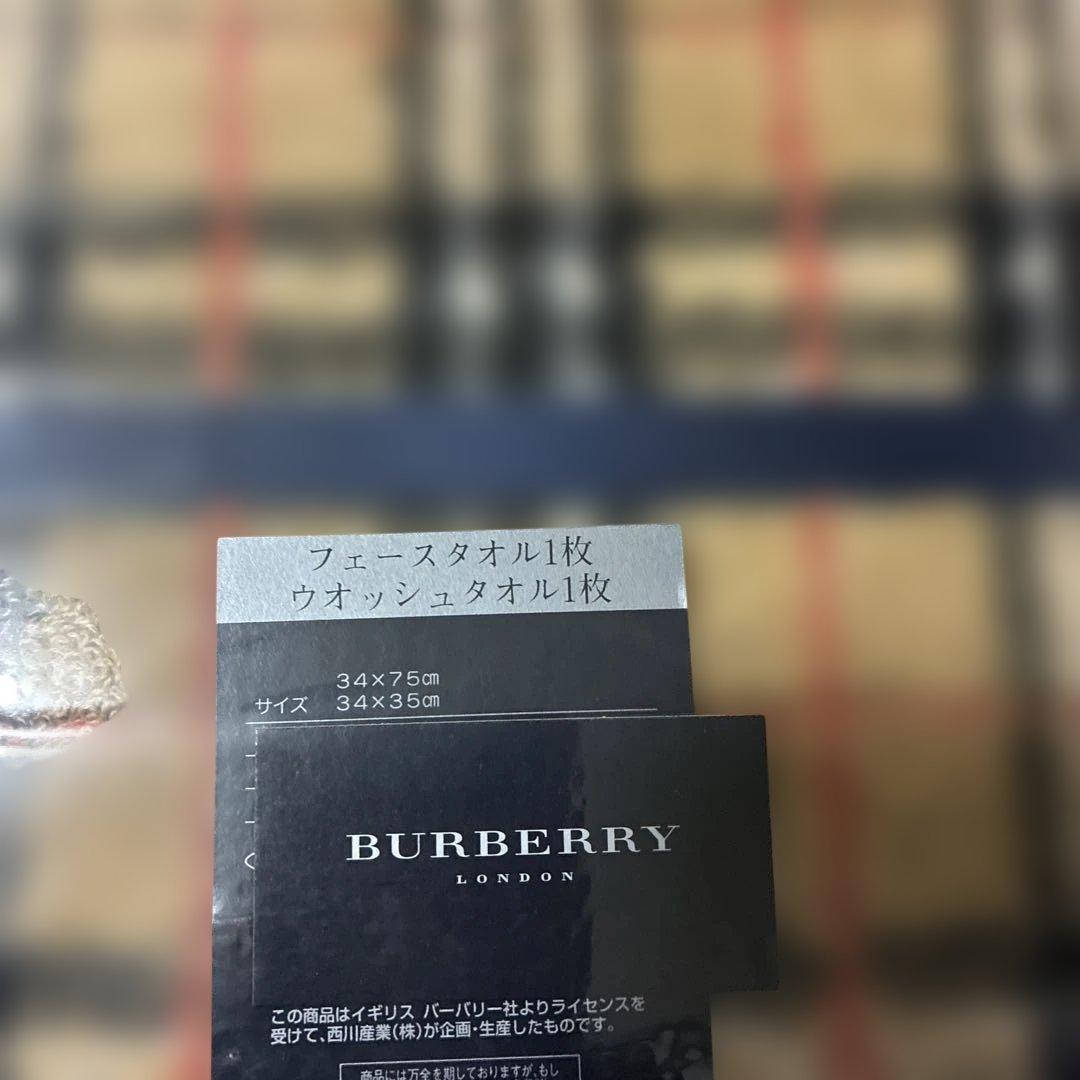 フェースタオル1枚
ウオッシュタオル1枚
34×75㎝
サイズ 34×35㎝
BURBERRY
LONDON
この商品はイギリス バーバリー社よりライセンスを
受けて、西川産業(株)が企画・生産したものです。
商品には万全を期しておりますが、もし